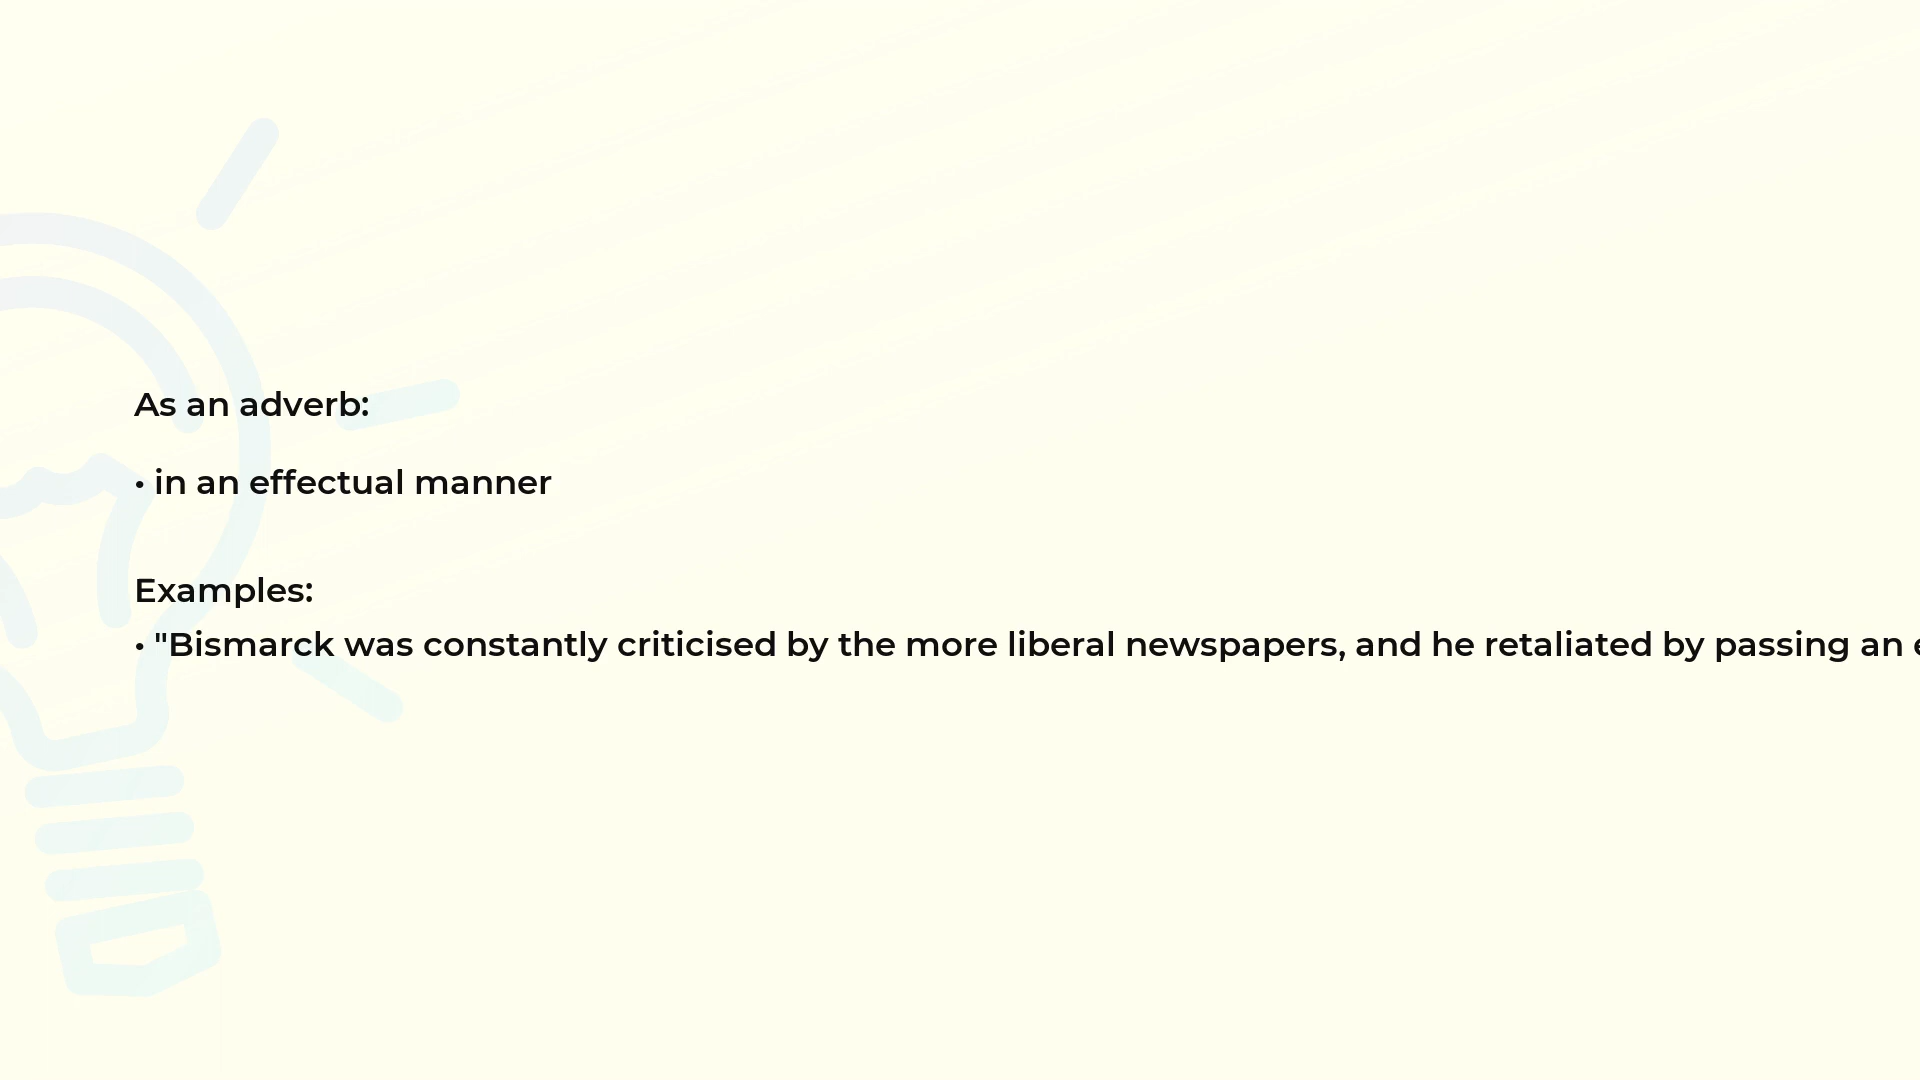 As an adverb:
• in an effectual manner
Examples:
• "Bismarck was constantly criticised by the more liberal newspapers, and he retaliated by passing an